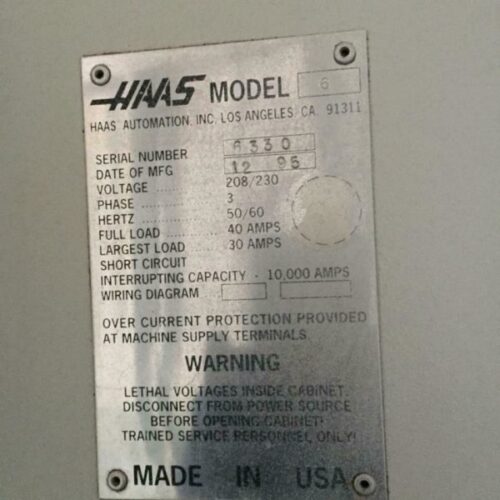 HAAS MODEL 6
HAAS AUTOMATION, INC. LOS ANGELES, CA. 91311
SERIAL NUMBER 6330
DATE OF MFG 12 95
VOLTAGE 208/230
PHASE 3
HERTZ 50/60
FULL LOAD 40 AMPS
LARGEST LOAD 30 AMPS
SHORT CIRCUIT
INTERRUPTING CAPACITY - 10,000 AMPS
WIRING DIAGRAM
OVER CURRENT PROTECTION PROVIDED
AT MACHINE SUPPLY TERMINALS.
WARNING
LETHAL VOLTAGES INSIDE CABINET.
DISCONNECT FROM POWER SOURCE
BEFORE OPENING CABINET!
TRAINED SERVICE PERSONNEL ONLY!
MADE IN USA